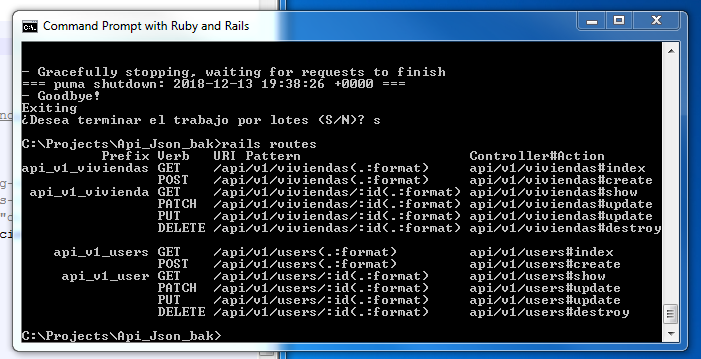 Command Prompt with Ruby and Rails
- Gracefully stopping, waiting for requests to finish
=== puma shutdown: 2018-12-13 19:38:26 +0000 ===
- Goodbye!
Exiting
¿Desea terminar el trabajo por lotes (S/N)? s
C:\Projects\Api_Json_bak>rails routes
Prefix Verb URI Pattern Controller#Action
api_v1_viviendas GET /api/v1/viviendas(.:format) api/v1/viviendas#index
POST /api/v1/viviendas(.:format) api/v1/viviendas#create
api_v1_vivienda GET /api/v1/viviendas/:id(.:format) api/v1/viviendas#show
PATCH /api/v1/viviendas/:id(.:format) api/v1/viviendas#update
PUT /api/v1/viviendas/:id(.:format) api/v1/viviendas#update
DELETE /api/v1/viviendas/:id(.:format) api/v1/viviendas#destroy
api_v1_users GET /api/v1/users(.:format) api/v1/users#index
POST /api/v1/users(.:format) api/v1/users#create
api_v1_user GET /api/v1/users/:id(.:format) api/v1/users#show
PATCH /api/v1/users/:id(.:format) api/v1/users#update
PUT /api/v1/users/:id(.:format) api/v1/users#update
DELETE /api/v1/users/:id(.:format) api/v1/users#destroy
C:\Projects\Api_Json_bak>